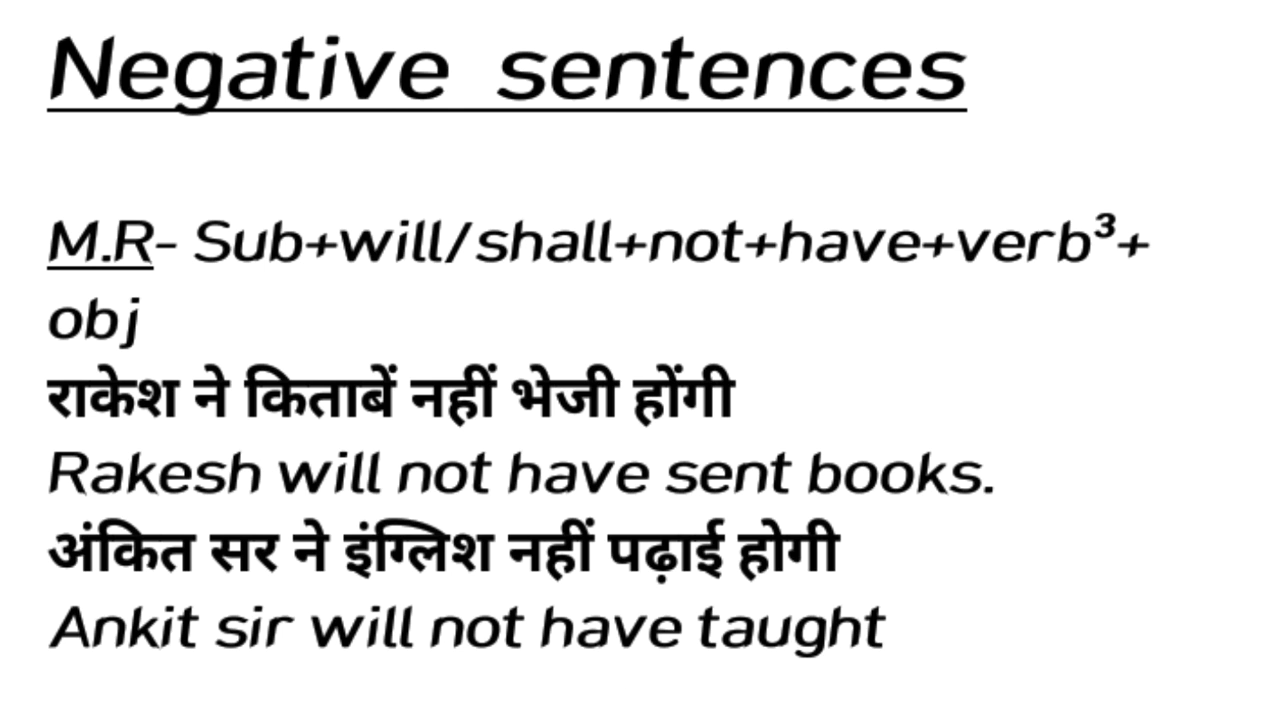 Negative sentences
M.R- Sub+will/shall+not+have+verb³+
obj
राकेश ने किताबें नहीं भेजी होंगी
Rakesh will not have sent books.
अंकित सर ने इंग्लिश नहीं पढ़ाई होगी
Ankit sir will not have taught